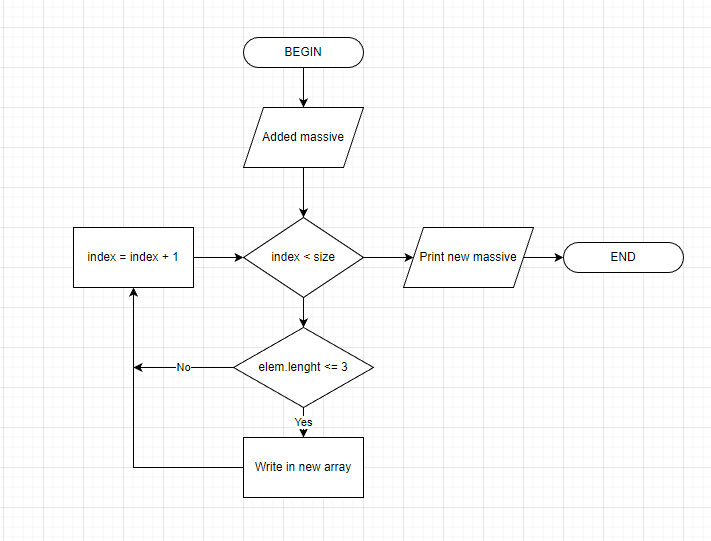 BEGIN
Added massive
index = index + 1
index < size
Print new massive
END
elem.lenght <= 3
No
Yes
Write in new array